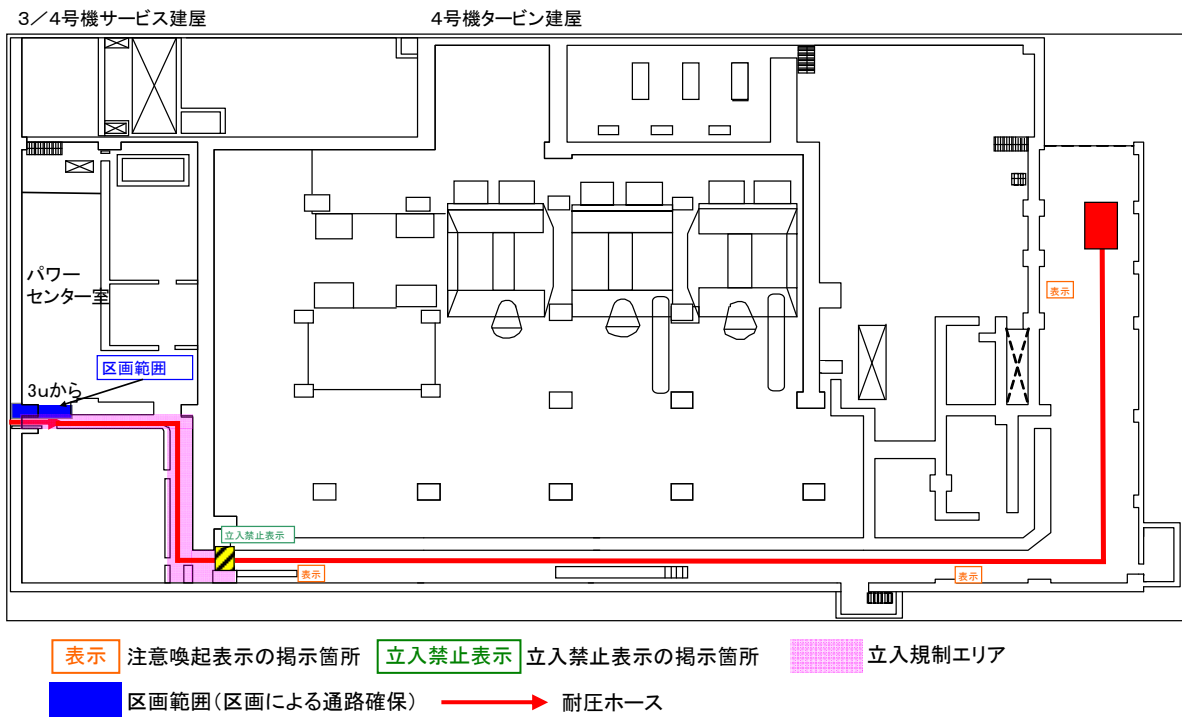 3／4号機サービス建屋
4号機タービン建屋
パワー
センター室
表示
区画範囲
3uから
立入禁止表示
表示
表示
表示
注意喚起表示の掲示箇所
立入禁止表示
立入禁止表示の掲示箇所
立入規制エリア
区画範囲（区画による通路確保）
耐圧ホース